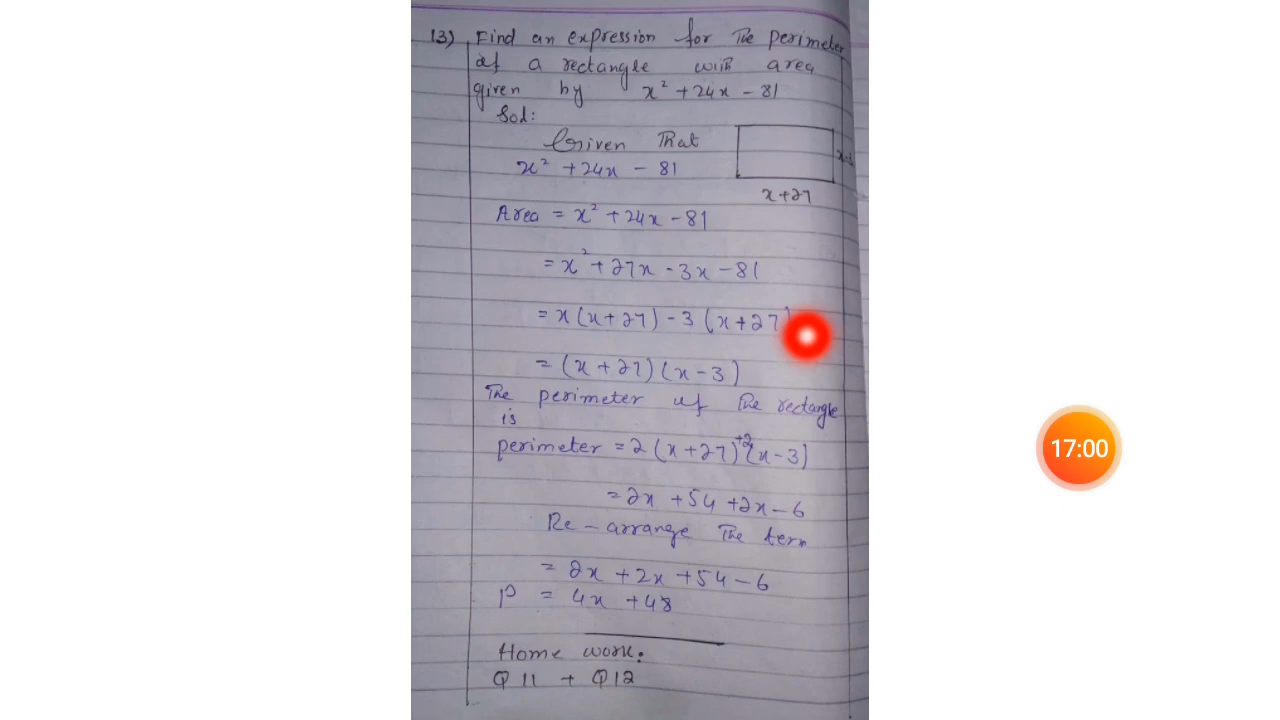 13) Find an expression for The perimeter
of a rectangle with area
given by x² + 24x - 81
Sol:
Given That
x² + 24x - 81
x+27
Area = x² + 24x - 81
= x² + 27x - 3x - 81
= x(x+27) - 3(x+27)
= (x+27)(x-3)
The perimeter of The rectangle
is
perimeter = 2(x+27)+2(x-3)
= 2x + 54 + 2x - 6
Re-arrange The term
= 2x + 2x + 54 - 6
P = 4x + 48
Home work:
Q 11 + Q12
17:00